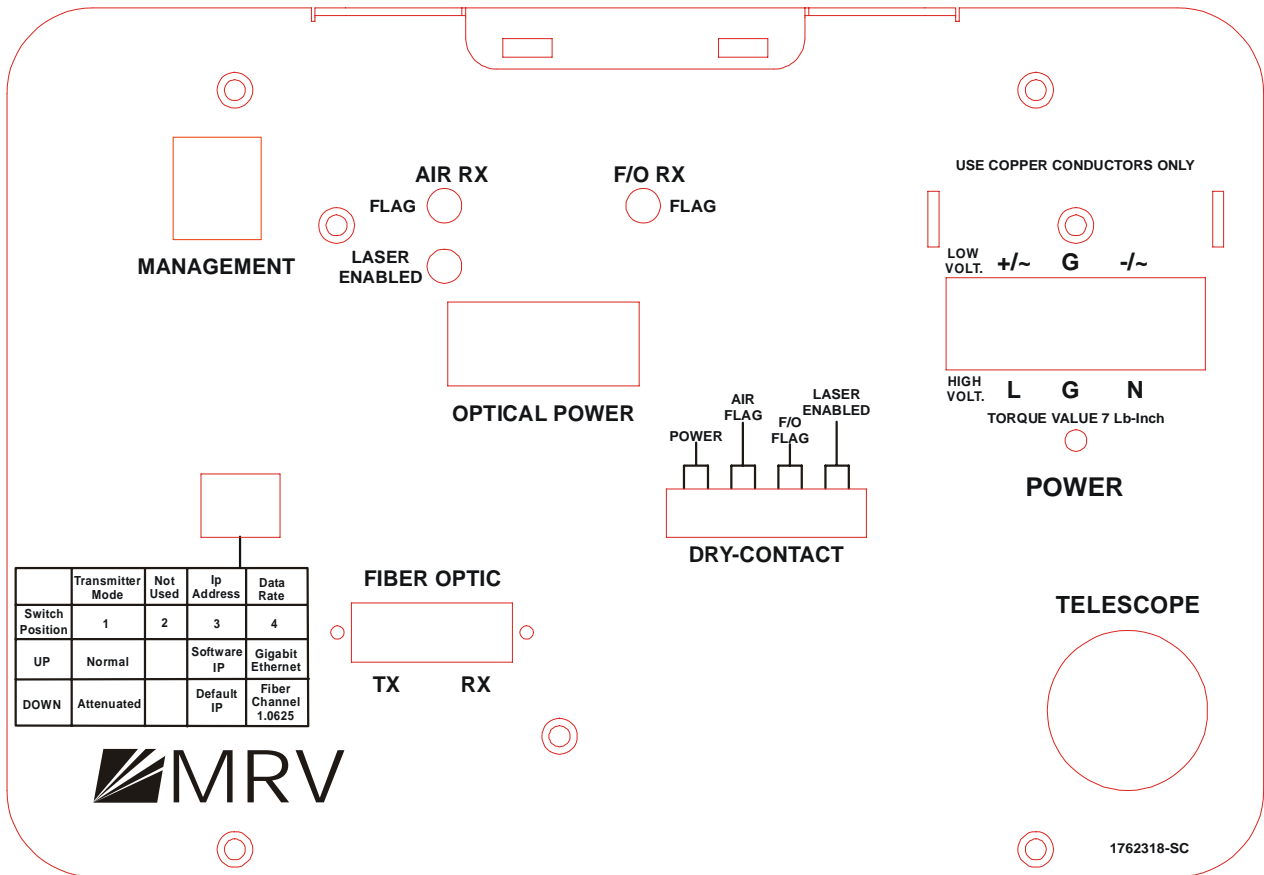 AIR RX
F/O RX
FLAG
FLAG
USE COPPER CONDUCTORS ONLY
MANAGEMENT
LASER
ENABLED
LOW
VOLT.
+/~ G -/~
HIGH
VOLT.
L G N
TORQUE VALUE 7 Lb-Inch
POWER
OPTICAL POWER
POWER
AIR
FLAG
F/O
FLAG
LASER
ENABLED
DRY-CONTACT
Transmitter
Mode
Not
Used
Ip
Address
Data
Rate
Switch
Position
1 2 3 4
UP
Normal
Software
IP
Gigabit
Ethernet
DOWN
Attenuated
Default
IP
Fiber
Channel
1.0625
FIBER OPTIC
TX RX
TELESCOPE
MRV
1762318-SC